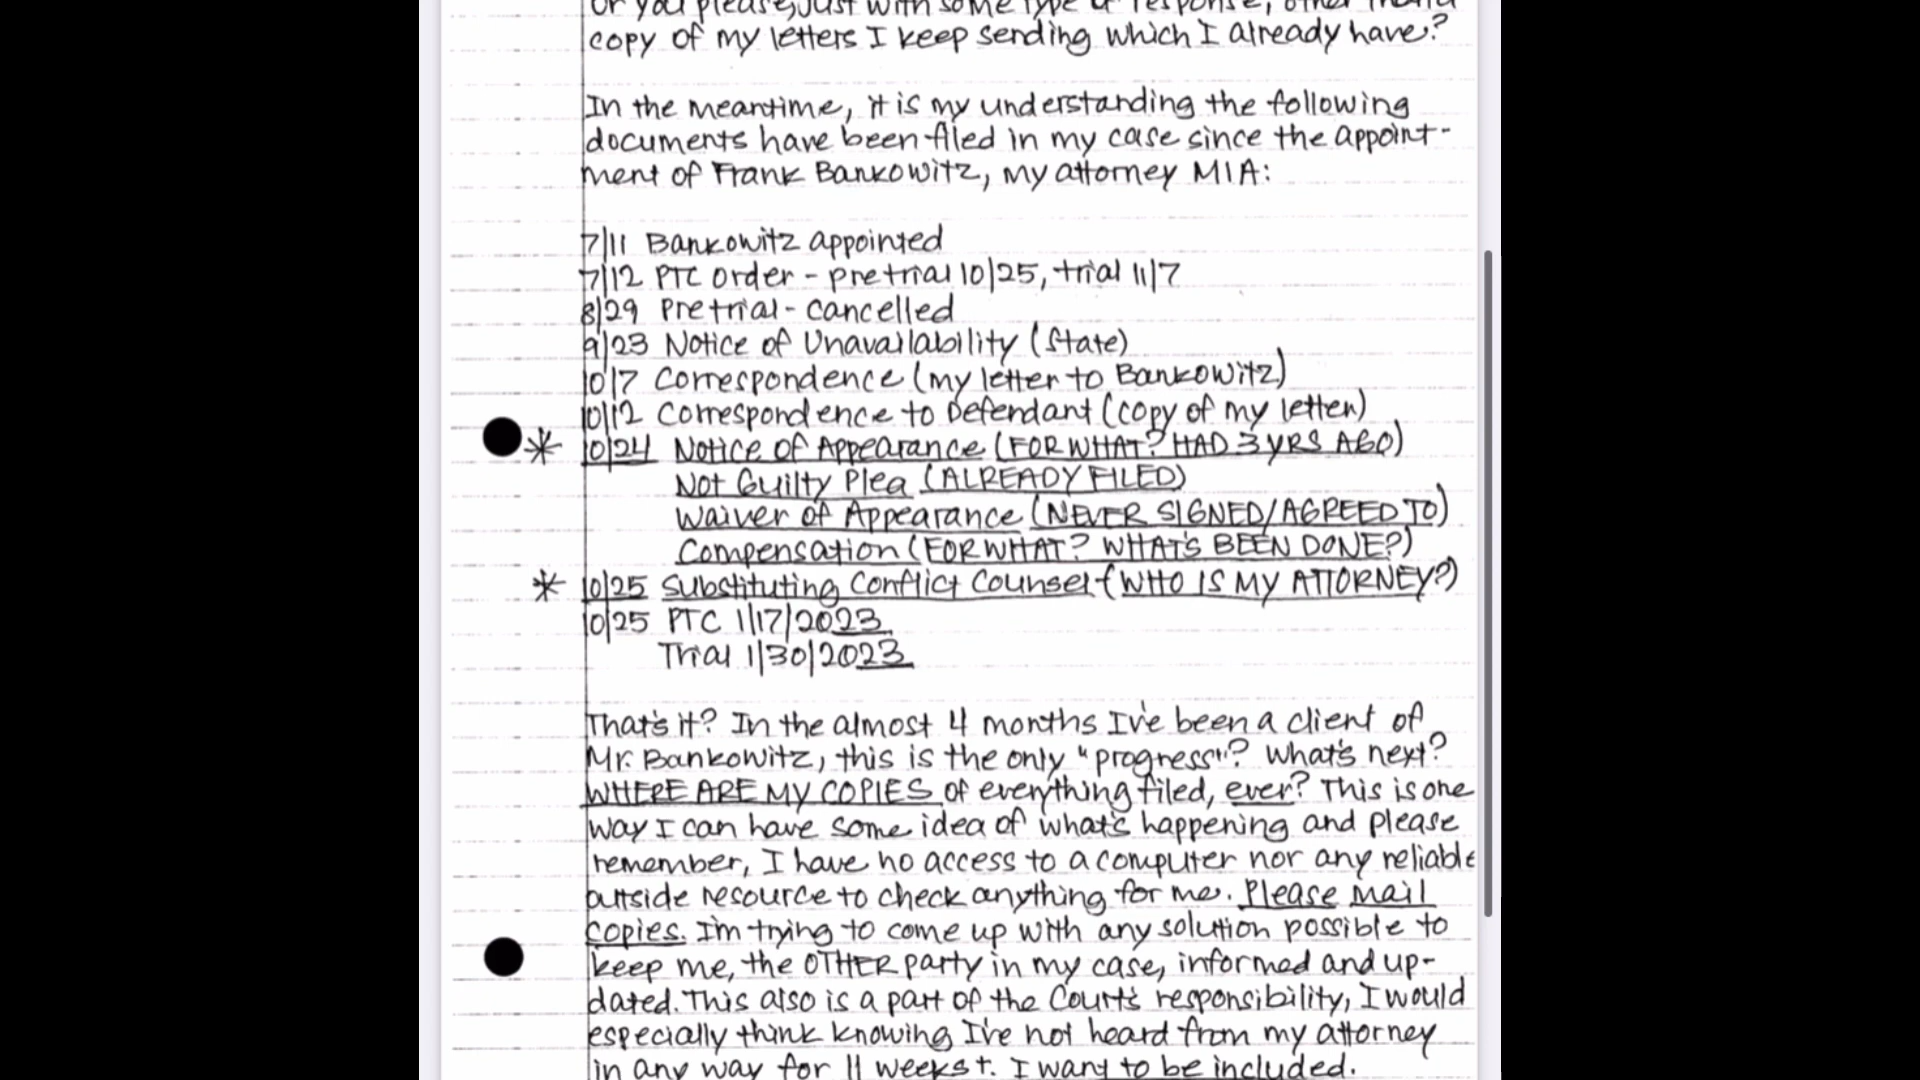 or you please, just with some type of response, other than a
copy of my letters I keep sending which I already have?
In the meantime, it is my understanding the following
documents have been filed in my case since the appoint-
ment of Frank Bankowitz, my attorney MIA:
7/11 Bankowitz appointed
7/12 PTC order - pretrial 10/25, trial 11/7
8/29 Pretrial - cancelled
9/23 Notice of Unavailability (State)
10/7 Correspondence (my letter to Bankowitz)
10/12 Correspondence to Defendant (copy of my letter)
* 10/24 Notice of Appearance (FOR WHAT? HAD 3 YRS AGO)
Not Guilty Plea (ALREADY FILED)
Waiver of Appearance (NEVER SIGNED/AGREED TO)
Compensation (FOR WHAT? WHAT'S BEEN DONE?)
* 10/25 Substituting Conflict Counsel (WHO IS MY ATTORNEY?)
10/25 PTC 1/17/2023
Trial 1/30/2023
That's it? In the almost 4 months I've been a client of
Mr. Bankowitz, this is the only "progress"? What's next?
WHERE ARE MY COPIES of everything filed, ever? This is one
way I can have some idea of what's happening and please
remember, I have no access to a computer nor any reliable
outside resource to check anything for me. Please mail
copies. I'm trying to come up with any solution possible to
keep me, the OTHER party in my case, informed and up-
dated. This also is a part of the Court's responsibility, I would
especially think knowing I've not heard from my attorney
in any way for 11 weeks+. I want to be included.